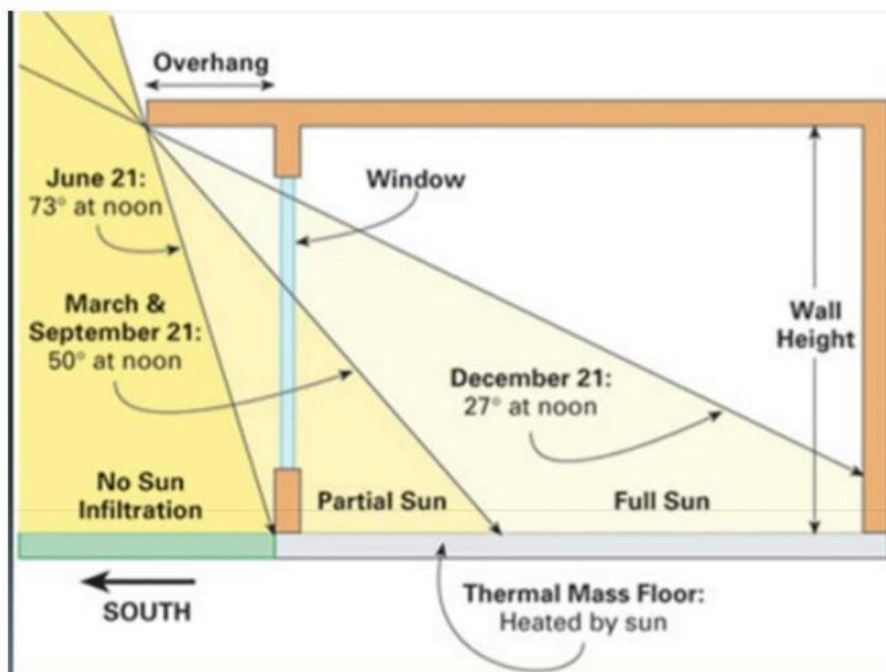 Overhang
June 21:
73° at noon
Window
March &
September 21:
50° at noon
Wall
Height
December 21:
27° at noon
No Sun
Infiltration
Partial Sun
Full Sun
SOUTH
Thermal Mass Floor:
Heated by sun